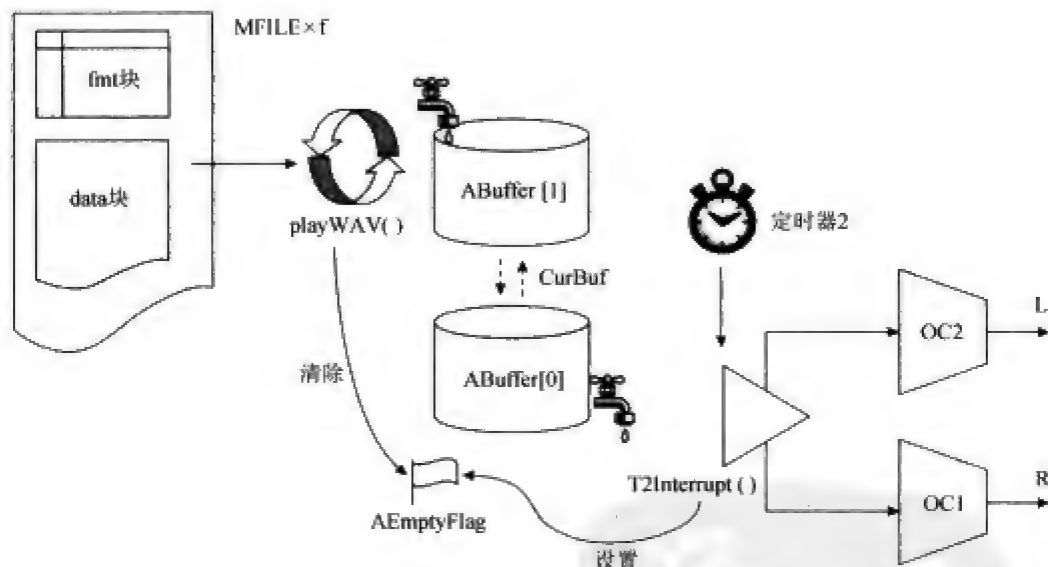 MFILE×f
fmt块
data块
playWAV( )
ABuffer [1]
CurBuf
ABuffer[0]
清除
AEmptyFlag
设置
定时器2
T2Interrupt ( )
OC2
L
OC1
R